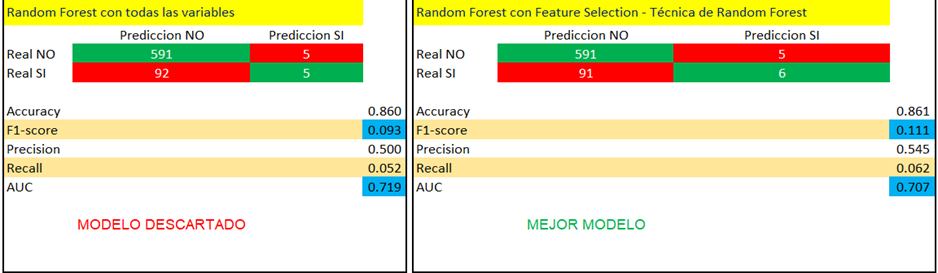 Random Forest con todas las variables
Prediccion NO Prediccion SI
Real NO 591 5
Real SI 92 5
Accuracy 0.860
F1-score 0.093
Precision 0.500
Recall 0.052
AUC 0.719
MODELO DESCARTADO
Random Forest con Feature Selection - Técnica de Random Forest
Prediccion NO Prediccion SI
Real NO 591 5
Real SI 91 6
Accuracy 0.861
F1-score 0.111
Precision 0.545
Recall 0.062
AUC 0.707
MEJOR MODELO